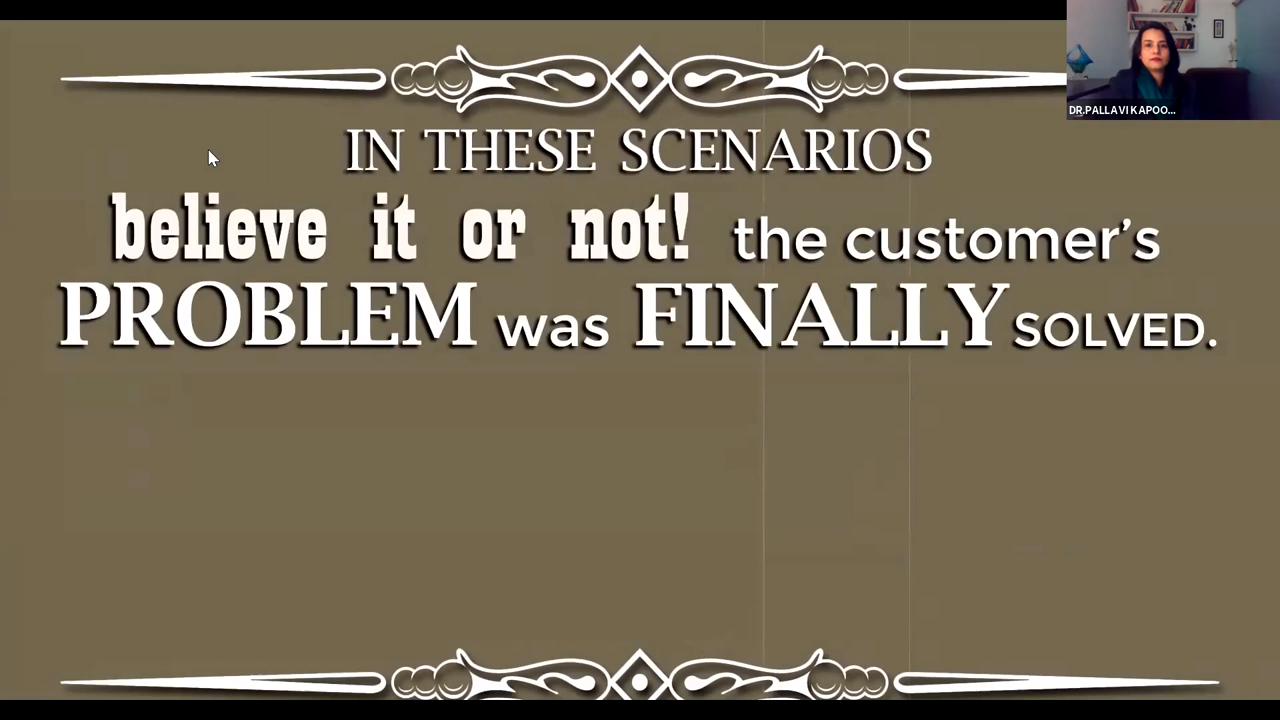 DR.PALLAVI KAPOO...
IN THESE SCENARIOS
believe it or not! the customer’s
PROBLEM was FINALLY SOLVED.